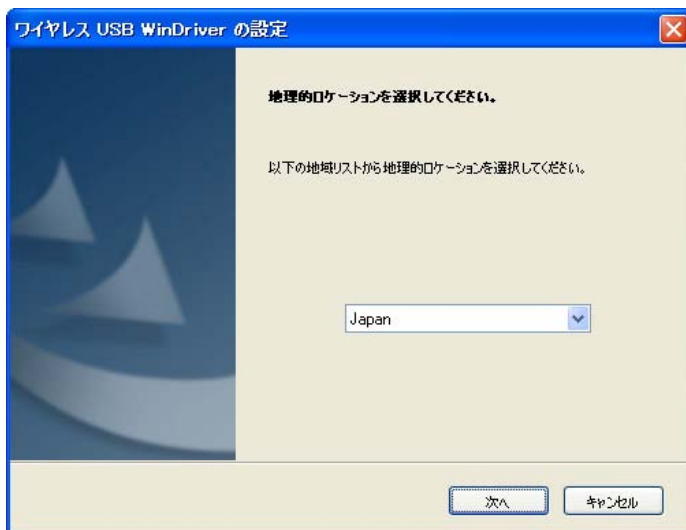 ワイヤレス USB WinDriver の設定
地理的ロケーションを選択してください。
以下の地域リストから地理的ロケーションを選択してください。
Japan
次へ
キャンセル